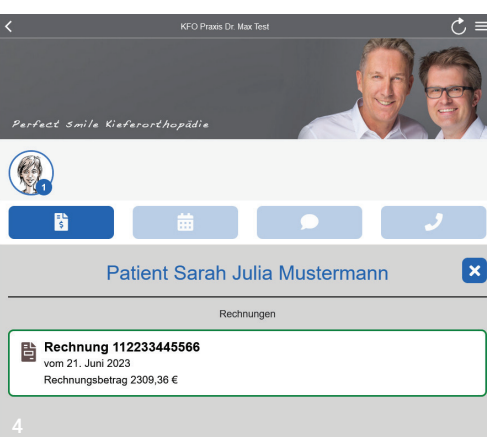 KFO Praxis Dr. Max Test
Perfect smile Kieferorthopädie
1
Patient Sarah Julia Mustermann
Rechnungen
Rechnung 112233445566
vom 21. Juni 2023
Rechnungsbetrag 2309,36 €
4